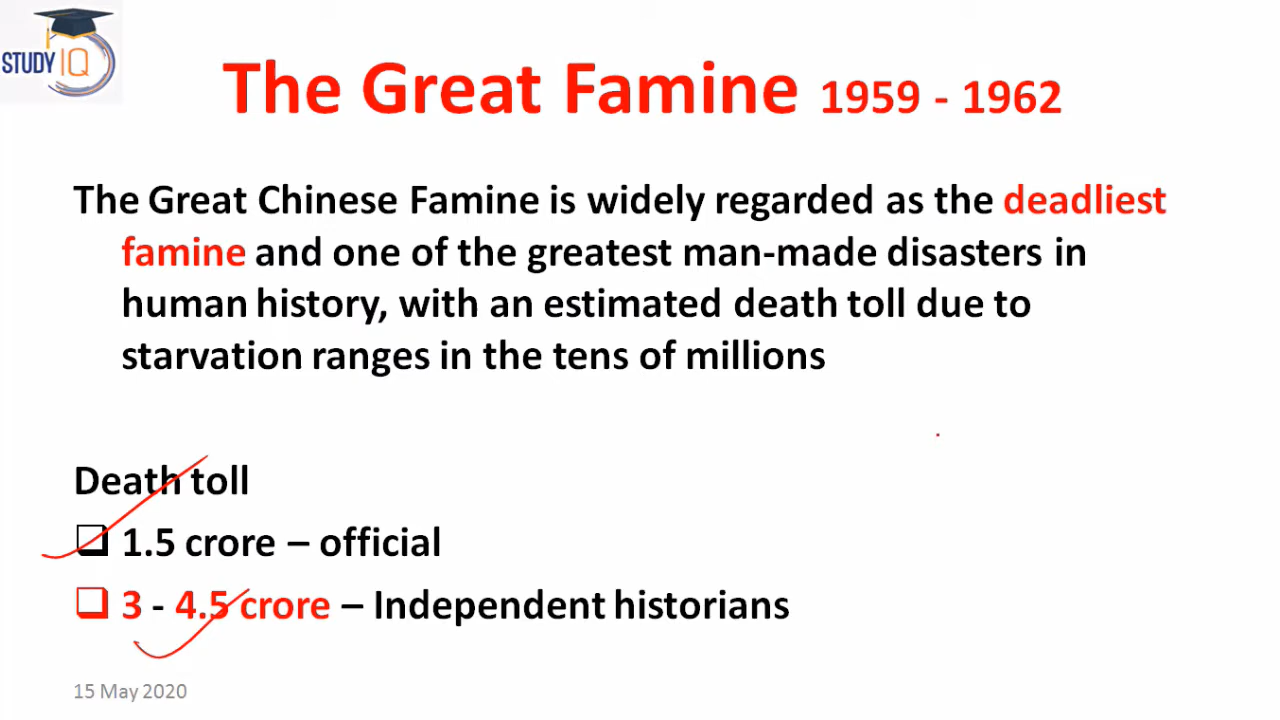 STUDY IQ
The Great Famine 1959 - 1962
The Great Chinese Famine is widely regarded as the deadliest
famine and one of the greatest man-made disasters in
human history, with an estimated death toll due to
starvation ranges in the tens of millions
Death toll
❑ 1.5 crore – official
❑ 3 - 4.5 crore – Independent historians
15 May 2020